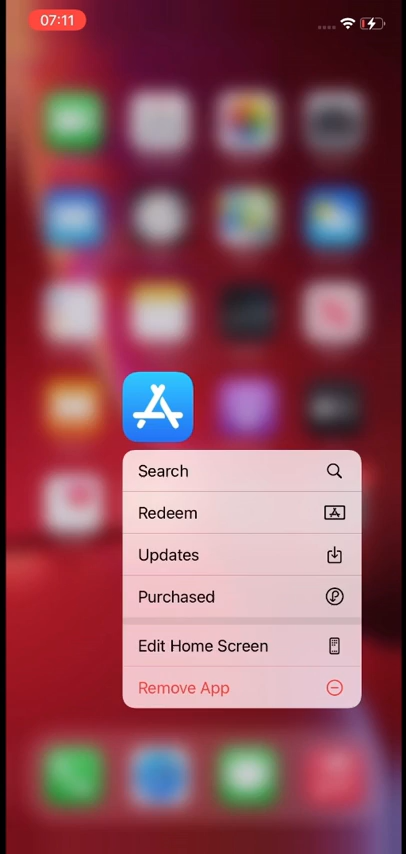 07:11
Search
Redeem
Updates
Purchased
Edit Home Screen
Remove App